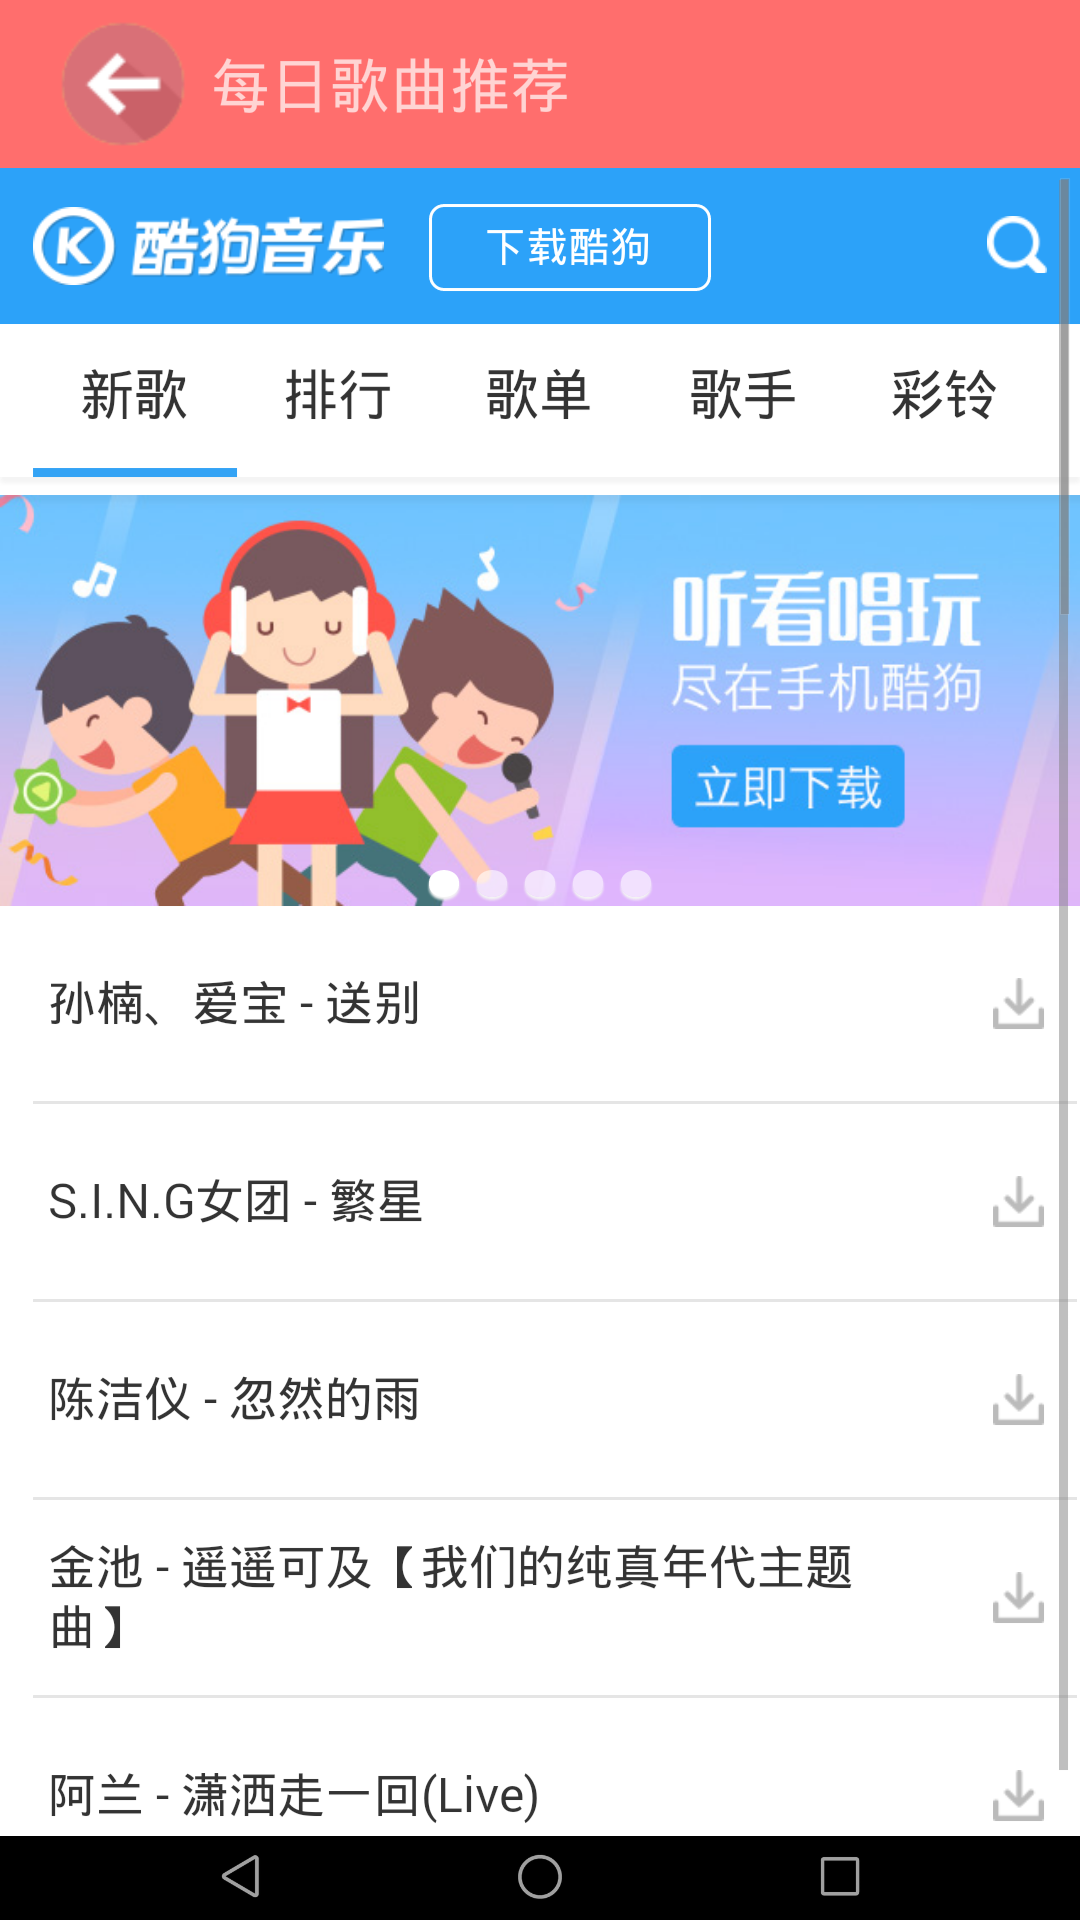 每日歌曲推荐
K 酷狗音乐 下载酷狗
新歌 排行 歌单 歌手 彩铃
听看唱玩
尽在手机酷狗
立即下载
孙楠、爱宝 - 送别
S.I.N.G女团 - 繁星
陈洁仪 - 忽然的雨
金池 - 遥遥可及【我们的纯真年代主题
曲】
阿兰 - 潇洒走一回(Live)